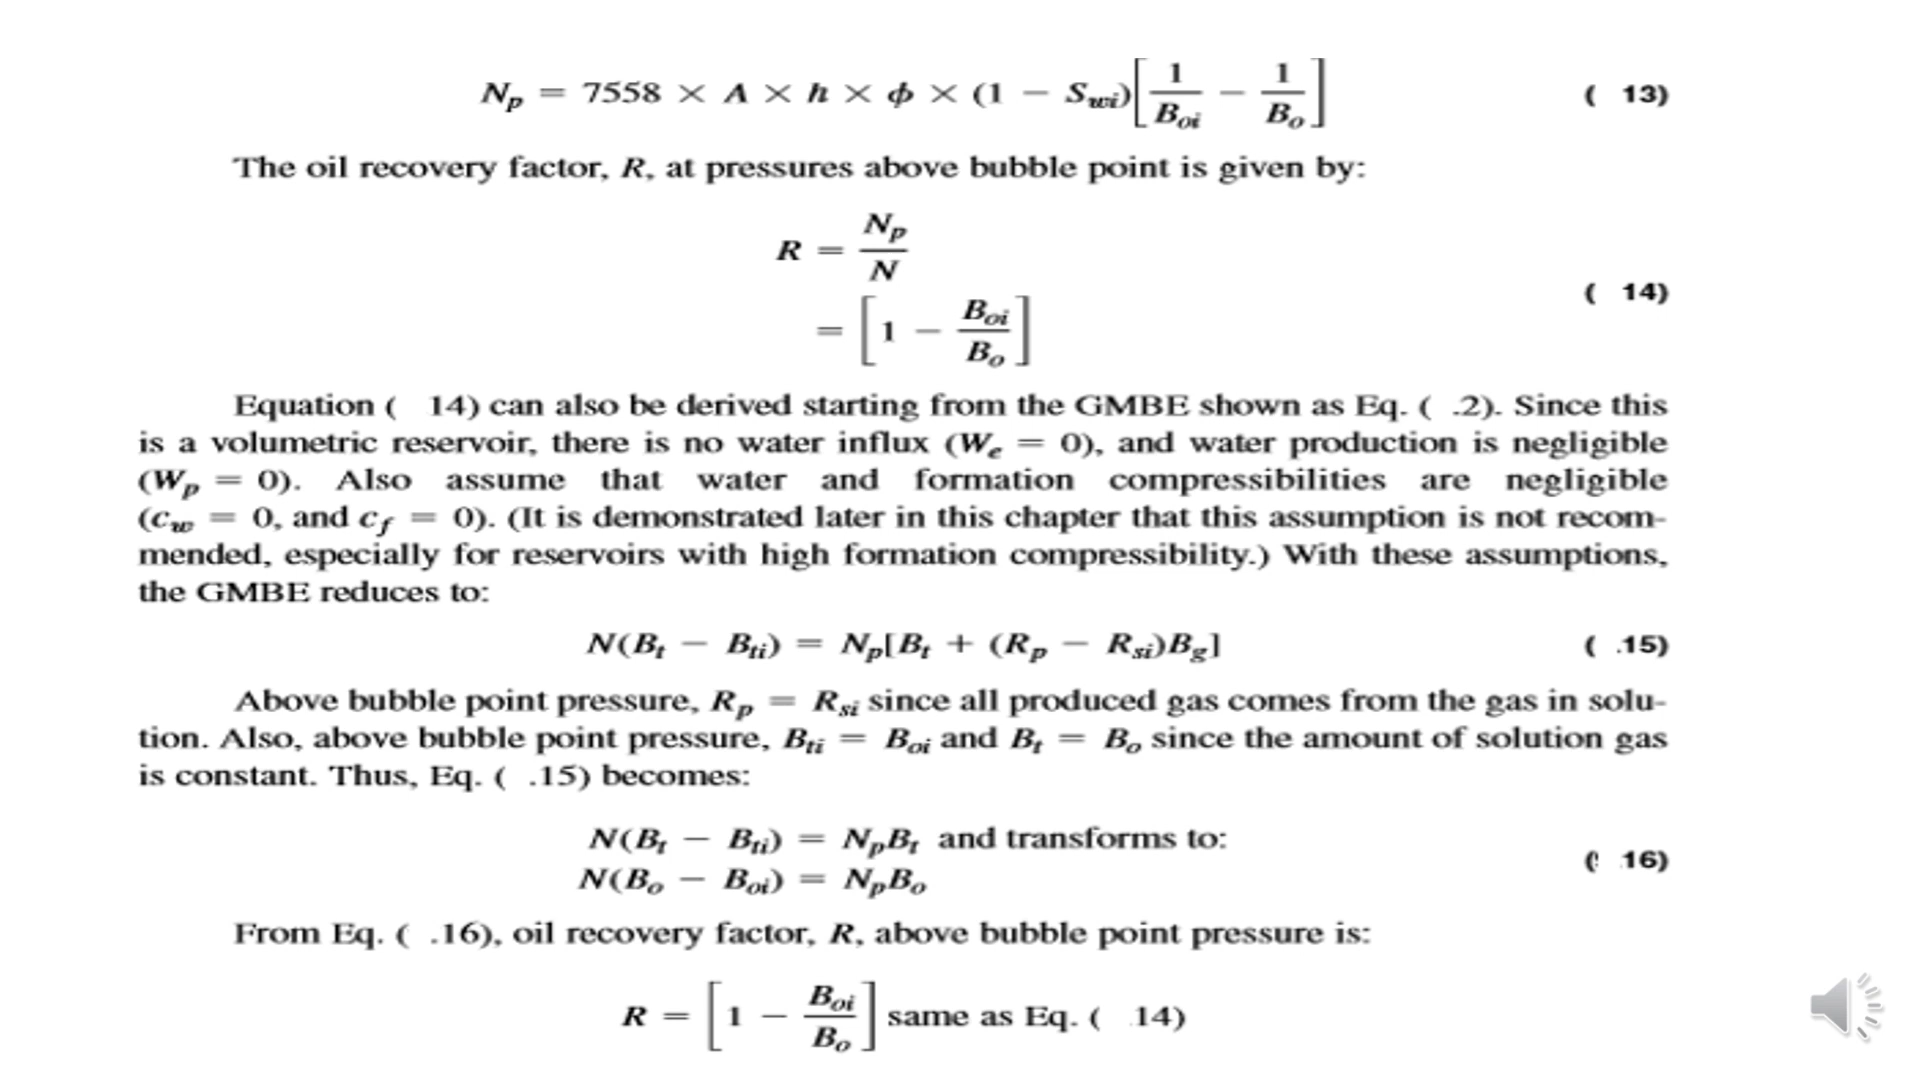 N_p = 7558 × A × h × ϕ × (1 − S_wi)[1/B_oi − 1/B_o] ( 13)
The oil recovery factor, R, at pressures above bubble point is given by:
R = N_p/N
= [1 − B_oi/B_o] ( 14)
Equation ( 14) can also be derived starting from the GMBE shown as Eq. ( .2). Since this
is a volumetric reservoir, there is no water influx (W_e = 0), and water production is negligible
(W_p = 0). Also assume that water and formation compressibilities are negligible
(c_w = 0, and c_f = 0). (It is demonstrated later in this chapter that this assumption is not recom-
mended, especially for reservoirs with high formation compressibility.) With these assumptions,
the GMBE reduces to:
N(B_t − B_ti) = N_p[B_t + (R_p − R_si)B_g] ( .15)
Above bubble point pressure, R_p = R_si since all produced gas comes from the gas in solu-
tion. Also, above bubble point pressure, B_ti = B_oi and B_t = B_o since the amount of solution gas
is constant. Thus, Eq. ( .15) becomes:
N(B_t − B_ti) = N_pB_t and transforms to:
N(B_o − B_oi) = N_pB_o ( 16)
From Eq. ( .16), oil recovery factor, R, above bubble point pressure is:
R = [1 − B_oi/B_o] same as Eq. ( 14)